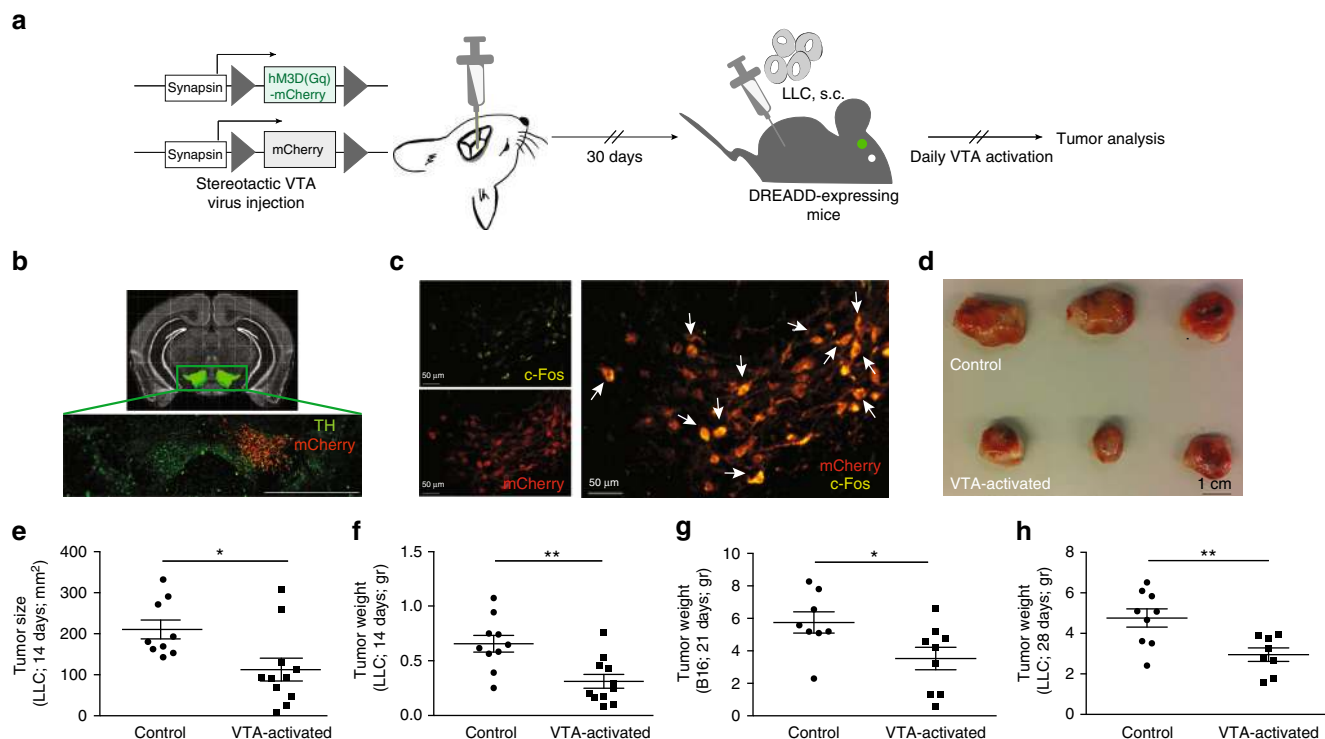 a
Synapsin
hM3D(Gq)
-mCherry
Synapsin
mCherry
Stereotactic VTA
virus injection
30 days
LLC, s.c.
DREADD-expressing
mice
Daily VTA activation
Tumor analysis
b
TH
mCherry
c
50 µm
c-Fos
50 µm
mCherry
50 µm
mCherry
c-Fos
d
Control
VTA-activated
1 cm
e
Tumor size
(LLC; 14 days; mm²)
400
300
200
100
0
*
Control
VTA-activated
f
Tumor weight
(LLC; 14 days; gr)
1.5
1.0
0.5
0.0
**
Control
VTA-activated
g
Tumor weight
(B16; 21 days; gr)
10
8
6
4
2
0
*
Control
VTA-activated
h
Tumor weight
(LLC; 28 days; gr)
8
6
4
2
0
**
Control
VTA-activated